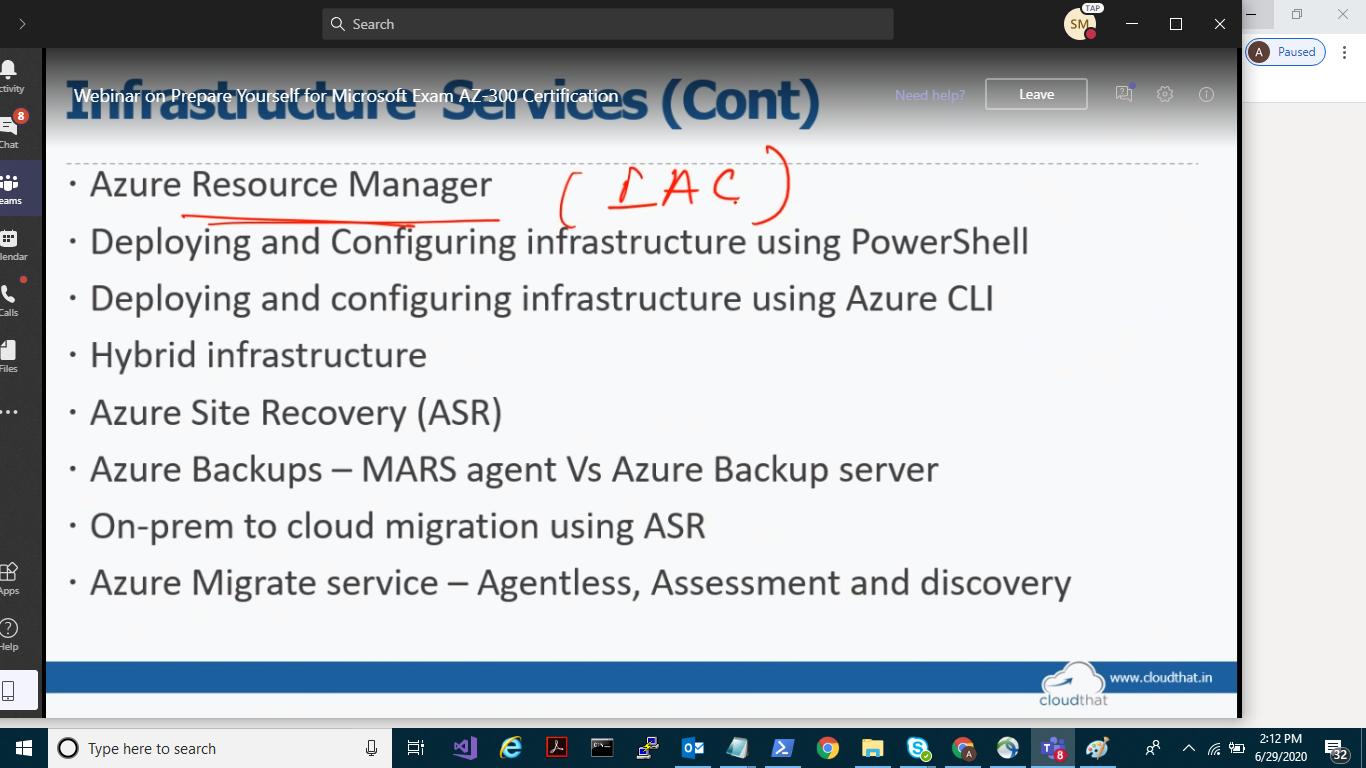 Search
TAP
SM
A Paused
Infrastructure Services (Cont)
Webinar on Prepare Yourself for Microsoft Exam AZ-300 Certification
Need help?
Leave
ctivity
8
Chat
eams
lendar
Calls
Files
Apps
Help
· Azure Resource Manager (IAC)
· Deploying and Configuring infrastructure using PowerShell
· Deploying and configuring infrastructure using Azure CLI
· Hybrid infrastructure
· Azure Site Recovery (ASR)
· Azure Backups – MARS agent Vs Azure Backup server
· On-prem to cloud migration using ASR
· Azure Migrate service – Agentless, Assessment and discovery
www.cloudthat.in
cloudthat
Type here to search
A
8
2:12 PM
6/29/2020
32